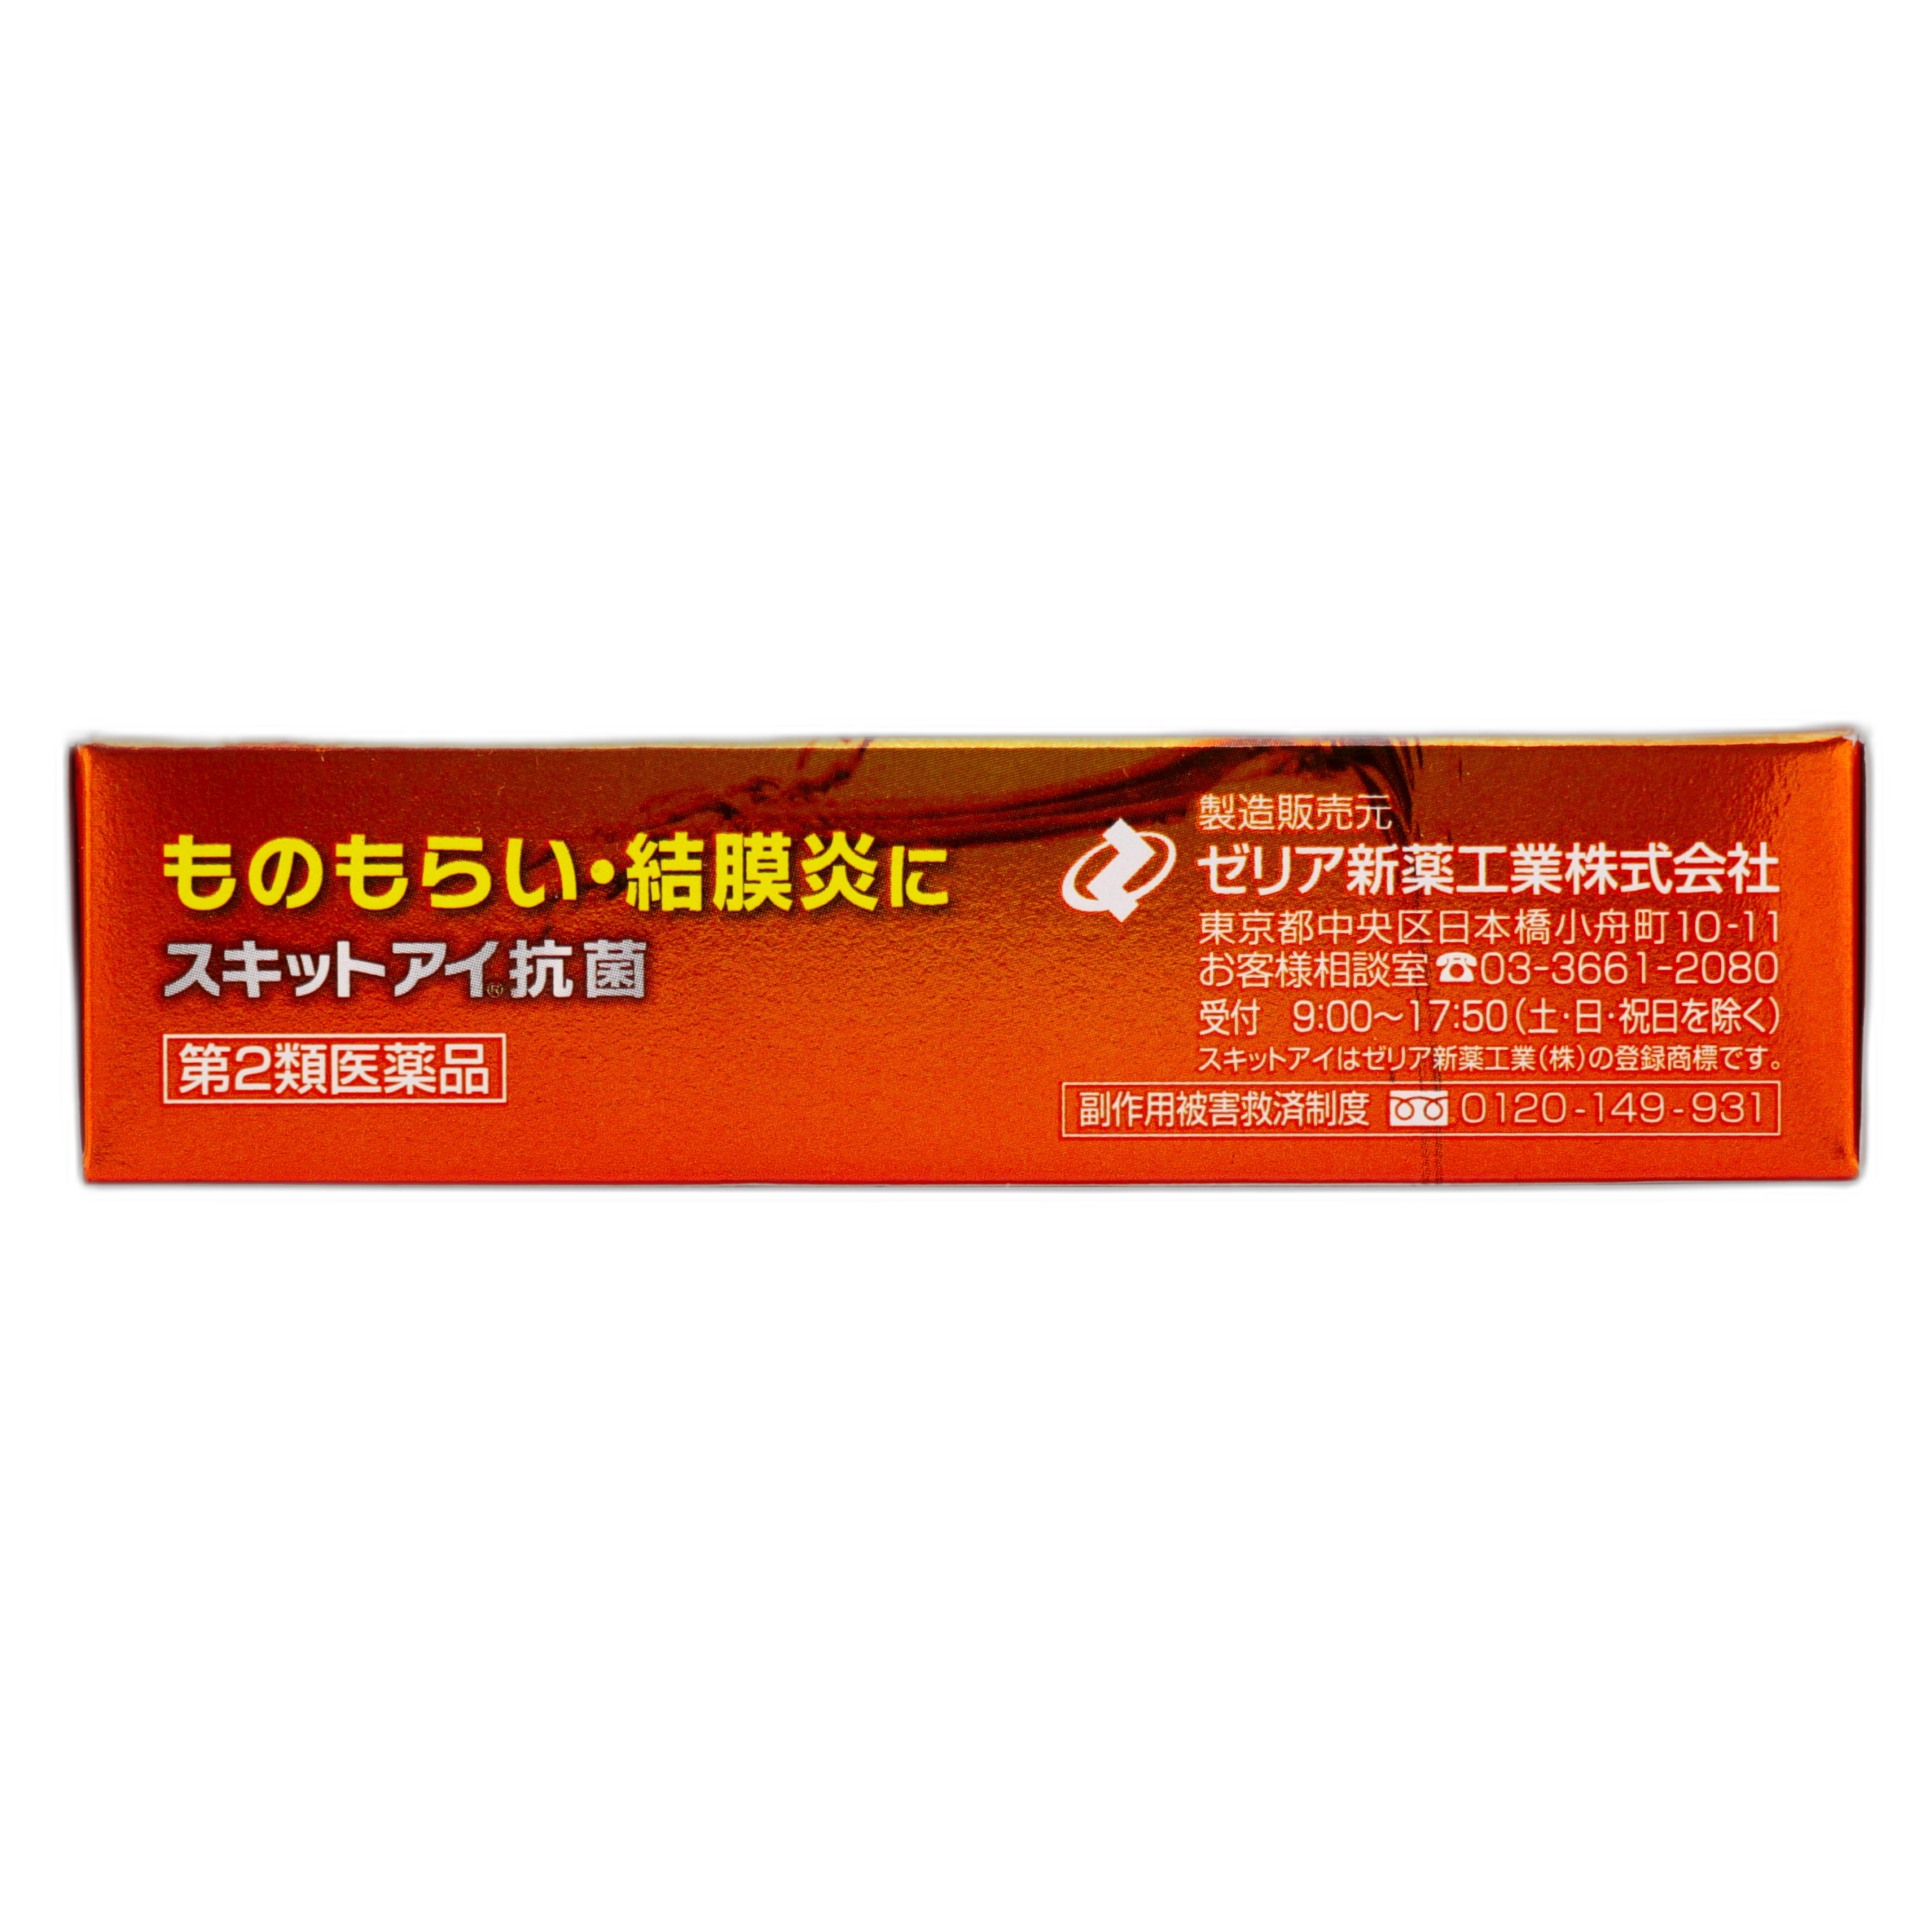 ものもらい・結膜炎に
スキットアイ®抗菌
第2類医薬品
製造販売元
ゼリア新薬工業株式会社
東京都中央区日本橋小舟町10-11
お客様相談室☎03-3661-2080
受付 9:00〜17:50(土・日・祝日を除く)
スキットアイはゼリア新薬工業(株)の登録商標です。
副作用被害救済制度 0120-149-931